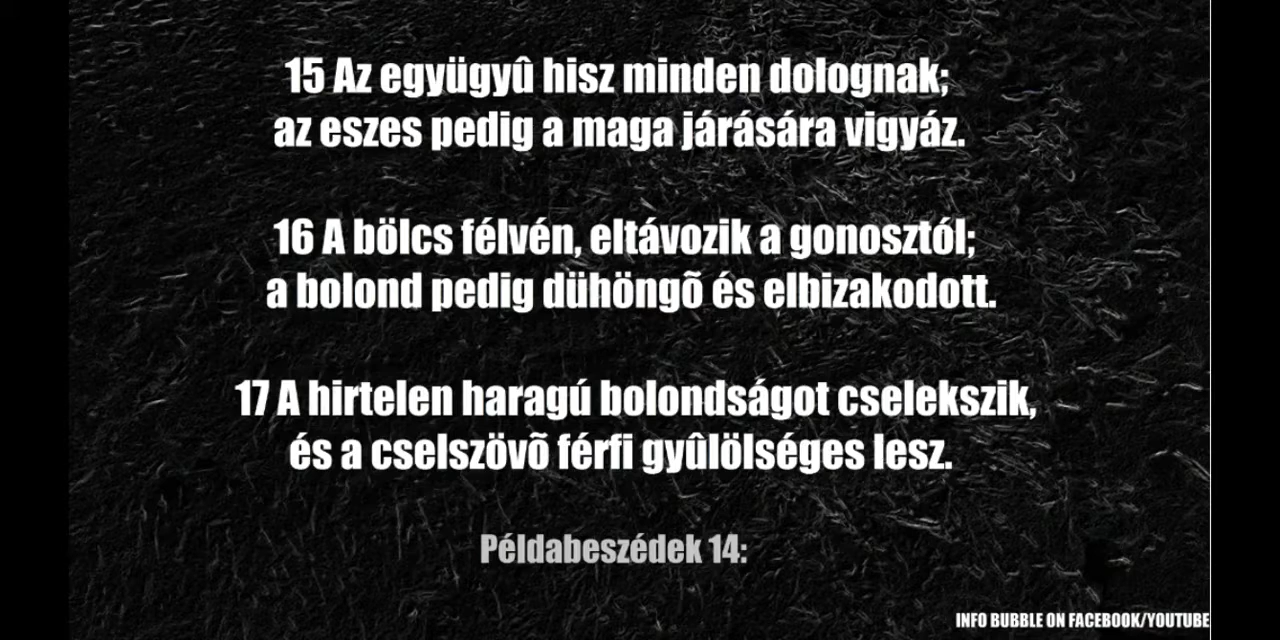 15 Az együgyû hisz minden dolognak;
az eszes pedig a maga járására vigyáz.
16 A bölcs félvén, eltávozik a gonosztól;
a bolond pedig dühöngõ és elbizakodott.
17 A hirtelen haragú bolondságot cselekszik,
és a cselszövõ férfi gyûlölséges lesz.
Példabeszédek 14:
INFO BUBBLE ON FACEBOOK/YOUTUBE